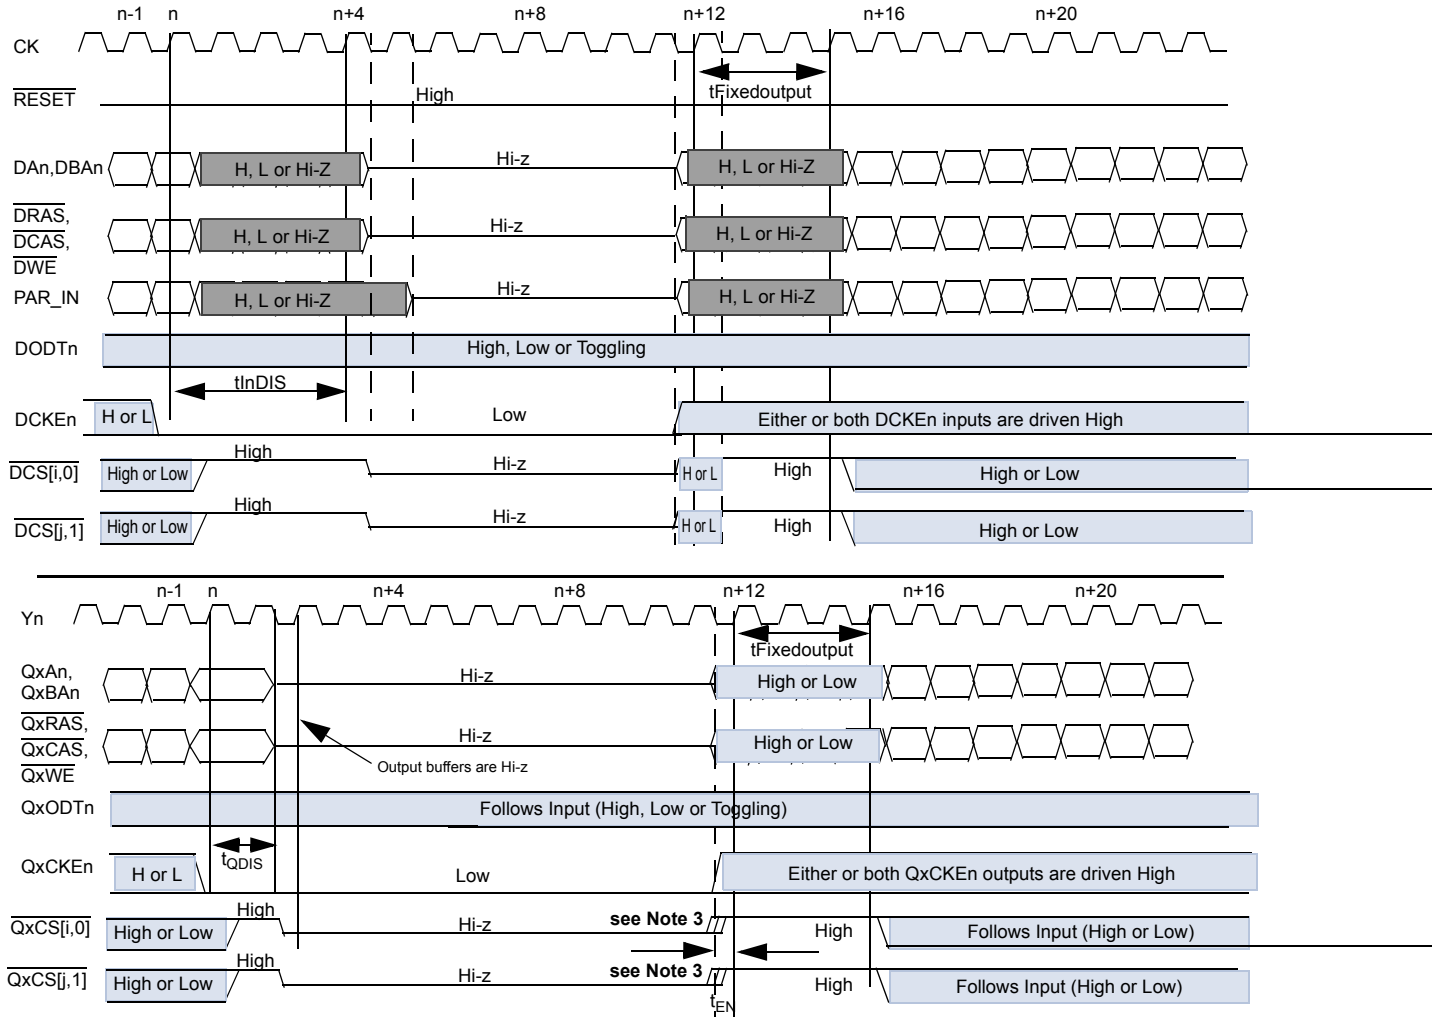 n-1 n n+4 n+8 n+12 n+16 n+20
CK
RESET High
tFixedoutput
DAn,DBAn H, L or Hi-Z Hi-z H, L or Hi-Z
DRAS,
DCAS, H, L or Hi-Z Hi-z H, L or Hi-Z
DWE
PAR_IN H, L or Hi-Z Hi-z H, L or Hi-Z
DODTn High, Low or Toggling
tInDIS
DCKEn H or L Low Either or both DCKEn inputs are driven High
DCS[i,0] High or Low High Hi-z H or L High High or Low
DCS[j,1] High or Low High Hi-z H or L High High or Low
n-1 n n+4 n+8 n+12 n+16 n+20
Yn
tFixedoutput
QxAn,
QxBAn Hi-z High or Low
QxRAS,
QxCAS, Hi-z High or Low
QxWE
Output buffers are Hi-z
QxODTn Follows Input (High, Low or Toggling)
tQDIS
QxCKEn H or L Low Either or both QxCKEn outputs are driven High
QxCS[i,0] High or Low High Hi-z see Note 3 High Follows Input (High or Low)
QxCS[j,1] High or Low High Hi-z see Note 3 High Follows Input (High or Low)
tEN